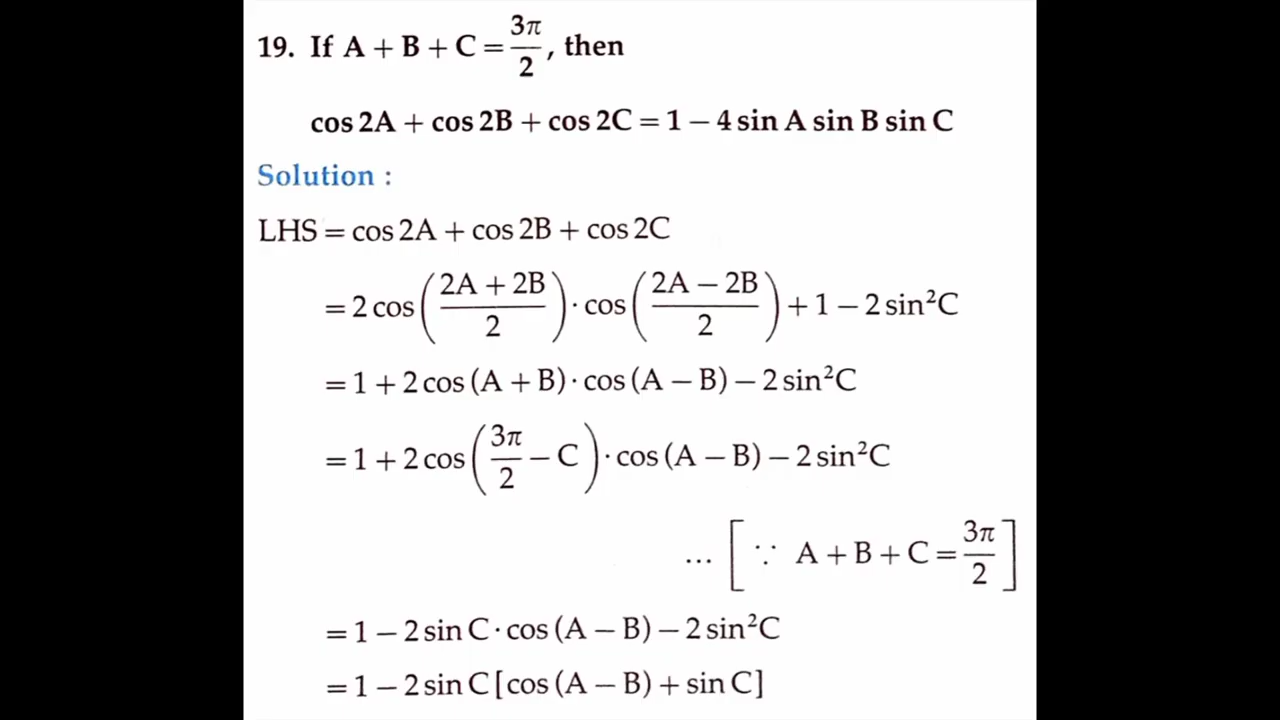 19. If A + B + C = 3π/2, then
cos 2A + cos 2B + cos 2C = 1 − 4 sin A sin B sin C
Solution :
LHS = cos 2A + cos 2B + cos 2C
= 2 cos ((2A + 2B)/2) · cos ((2A − 2B)/2) + 1 − 2 sin²C
= 1 + 2 cos (A + B) · cos (A − B) − 2 sin²C
= 1 + 2 cos (3π/2 − C) · cos (A − B) − 2 sin²C
... [∵ A + B + C = 3π/2]
= 1 − 2 sin C · cos (A − B) − 2 sin²C
= 1 − 2 sin C [cos (A − B) + sin C]